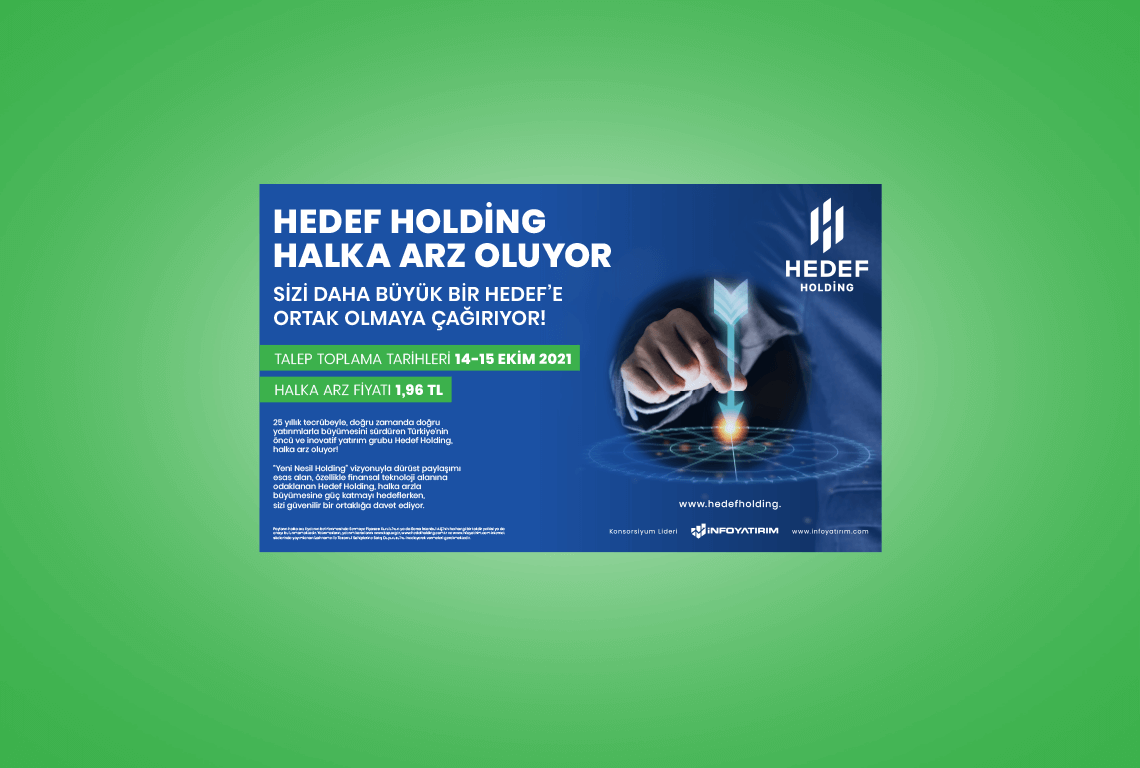 HEDEF HOLDİNG
HALKA ARZ OLUYOR
SİZİ DAHA BÜYÜK BİR HEDEF'E
ORTAK OLMAYA ÇAĞIRIYOR!
TALEP TOPLAMA TARİHLERİ 14-15 EKİM 2021
HALKA ARZ FİYATI 1,96 TL
25 yıllık tecrübeyle, doğru zamanda doğru
yatırımlarla büyümesini sürdüren Türkiye'nin
öncü ve inovatif yatırım grubu Hedef Holding,
halka arz oluyor!
"Yeni Nesil Holding" vizyonuyla dürüst paylaşımı
esas alan, özellikle finansal teknoloji alanına
odaklanan Hedef Holding, halka arzla
büyümesine güç katmayı hedeflerken,
sizi güvenilir bir ortaklığa davet ediyor.
HEDEF
HOLDİNG
www.hedefholding.
Konsorsiyum Lideri
İNFOYATIRIM
www.infoyatırım.com